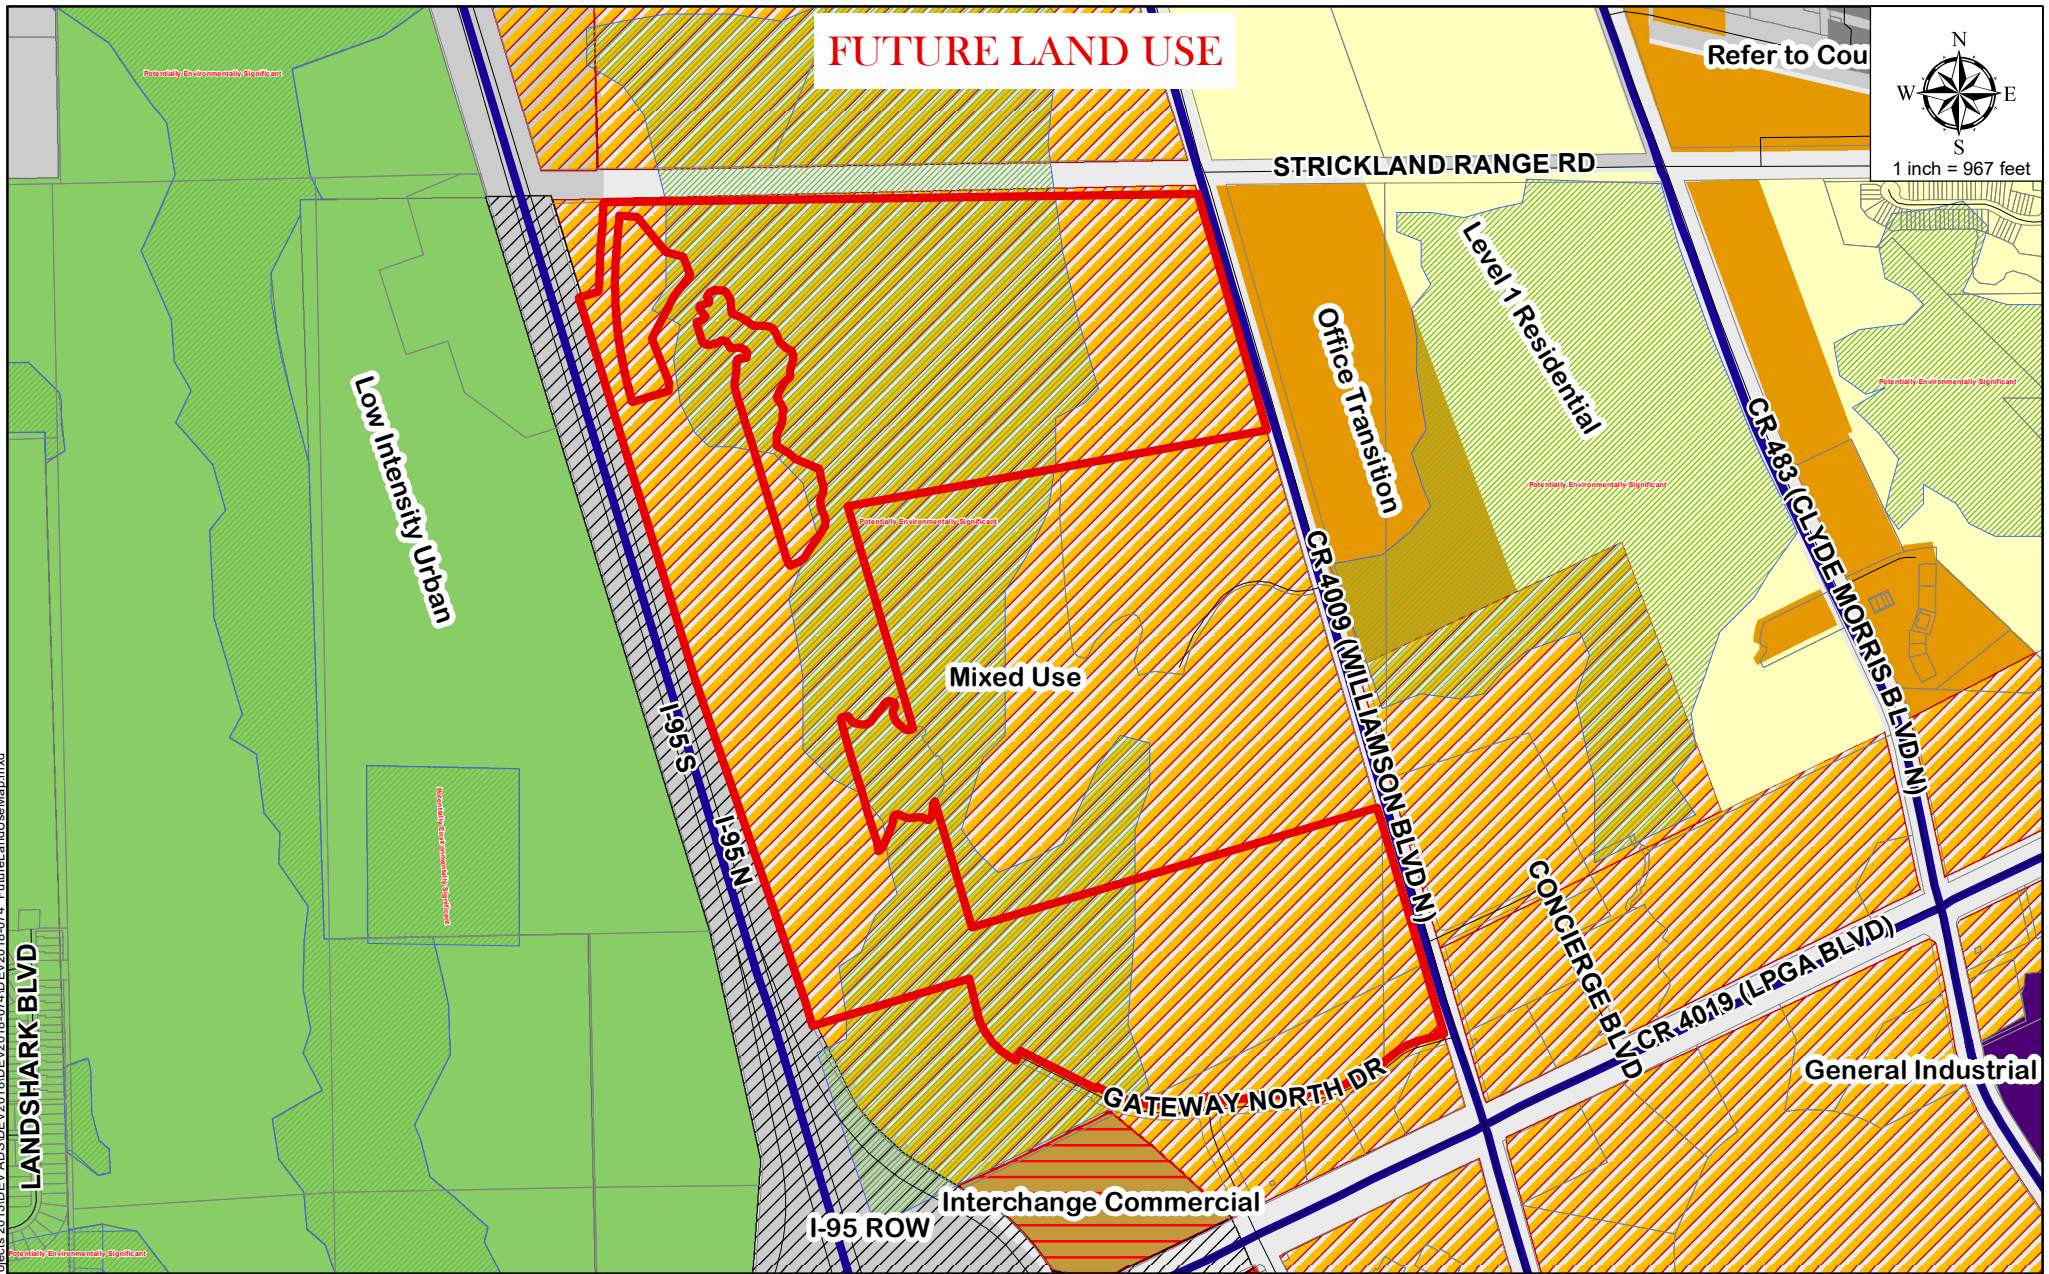 FUTURE LAND USE
Refer to Cou
N
W E
S
1 inch = 967 feet
Potentially Environmentally Significant
STRICKLAND RANGE RD
Level 1 Residential
Office Transition
Low Intensity Urban
Potentially Environmentally Significant
CR 483 (CLYDE MORRIS BLVD N)
Potentially Environmentally Significant
Potentially Environmentally Significant
CR 4009 (WILLIAMSON BLVD N)
Mixed Use
I-95 S
I-95 N
Potentially Environmentally Significant
CONCIERGE BLVD
CR 4019 (LPGA BLVD)
LANDSHARK BLVD
GATEWAY NORTH DR
General Industrial
Interchange Commercial
I-95 ROW
Potentially Environmentally Significant